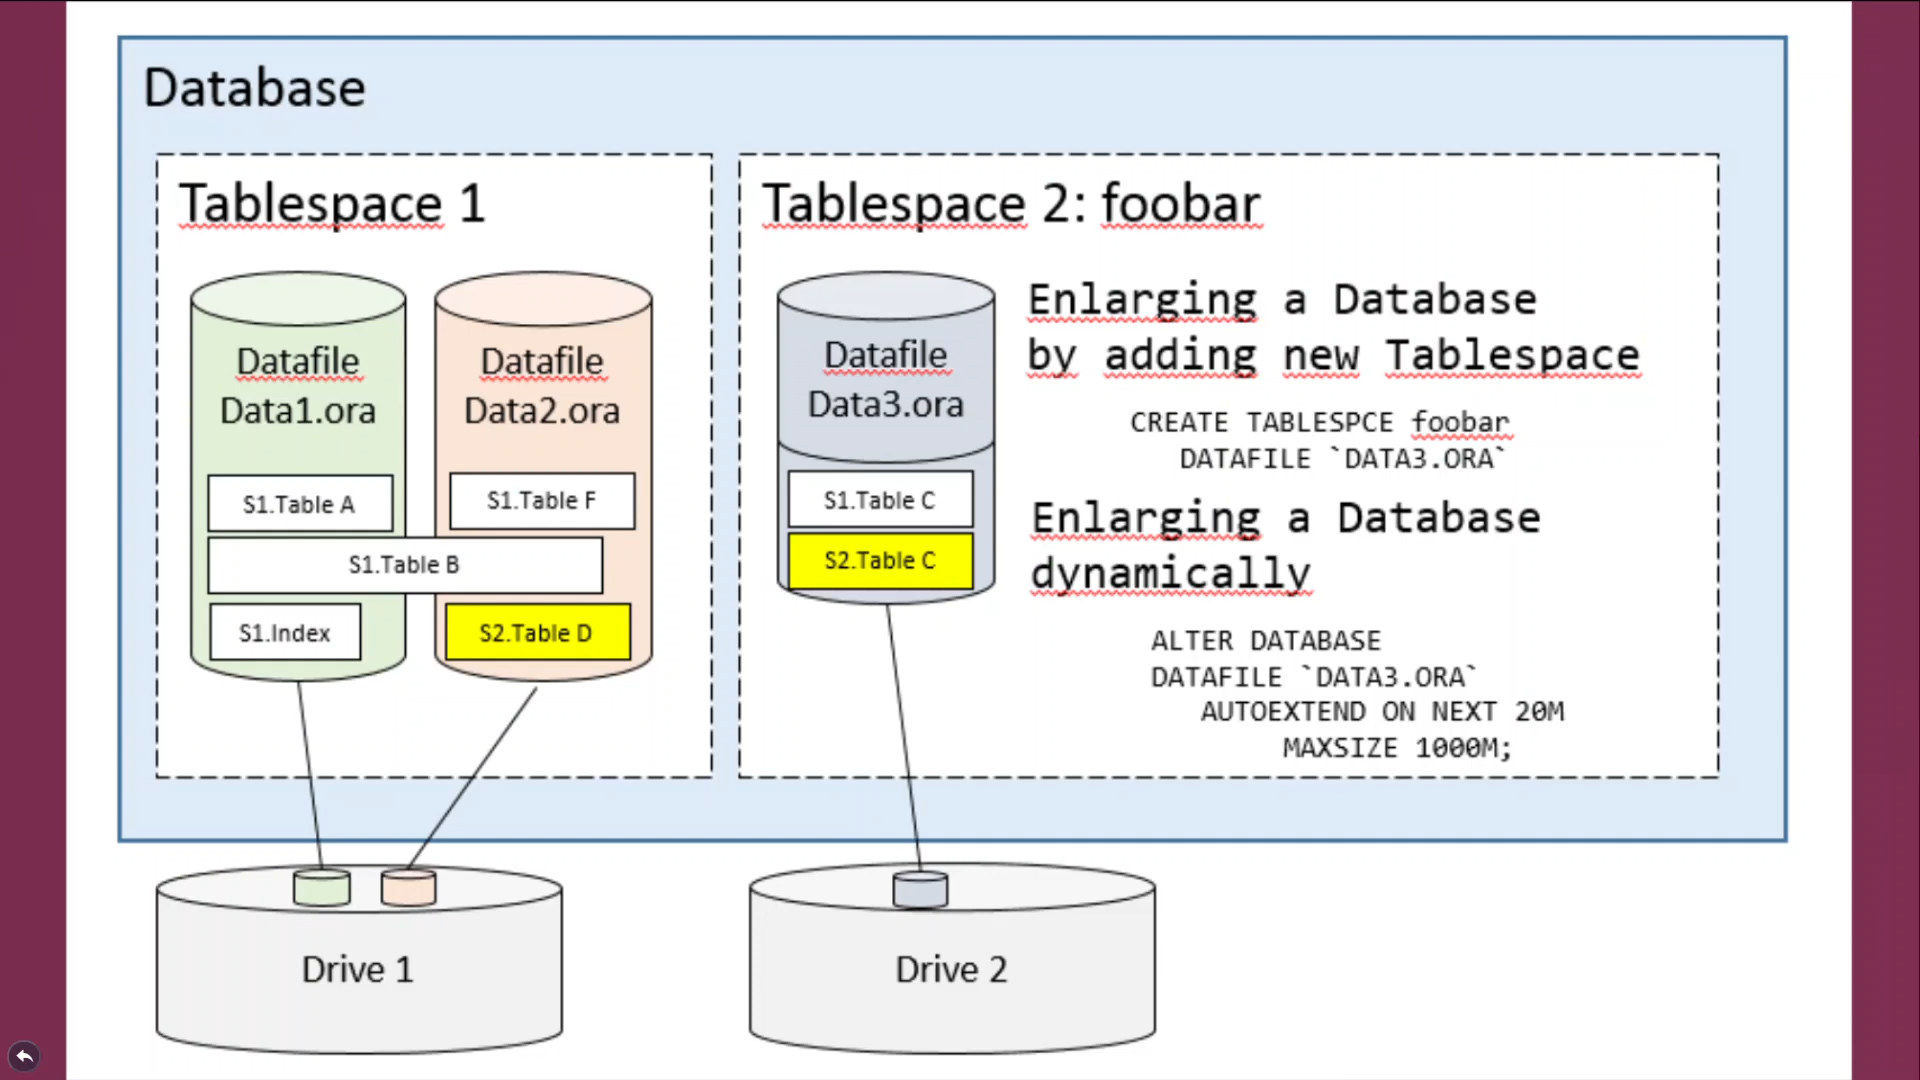 Database
Tablespace 1
Datafile
Data1.ora
Datafile
Data2.ora
S1.Table A
S1.Table F
S1.Table B
S1.Index
S2.Table D
Tablespace 2: foobar
Datafile
Data3.ora
S1.Table C
S2.Table C
Enlarging a Database
by adding new Tablespace
CREATE TABLESPCE foobar
DATAFILE `DATA3.ORA`
Enlarging a Database
dynamically
ALTER DATABASE
DATAFILE `DATA3.ORA`
AUTOEXTEND ON NEXT 20M
MAXSIZE 1000M;
Drive 1
Drive 2